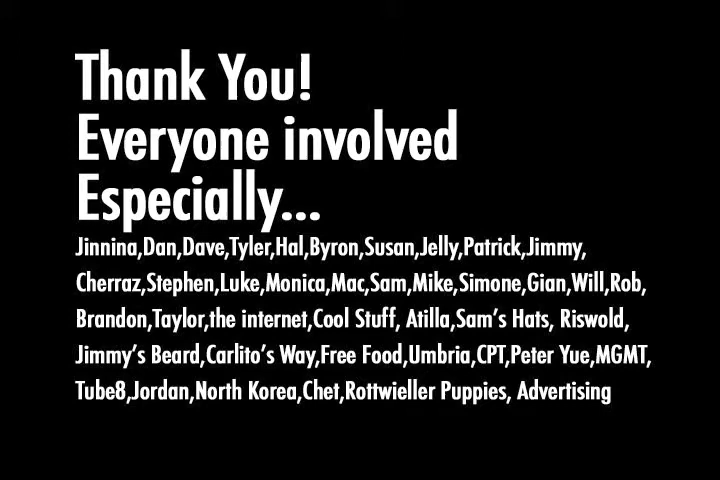 Thank You!
Everyone involved
Especially...
Jinnina,Dan,Dave,Tyler,Hal,Byron,Susan,Jelly,Patrick,Jimmy,
Cherraz,Stephen,Luke,Monica,Mac,Sam,Mike,Simone,Gian,Will,Rob,
Brandon,Taylor,the internet,Cool Stuff, Atilla,Sam's Hats, Riswold,
Jimmy's Beard,Carlito's Way,Free Food,Umbria,CPT,Peter Yue,MGMT,
Tube8,Jordan,North Korea,Chet,Rottwieller Puppies, Advertising